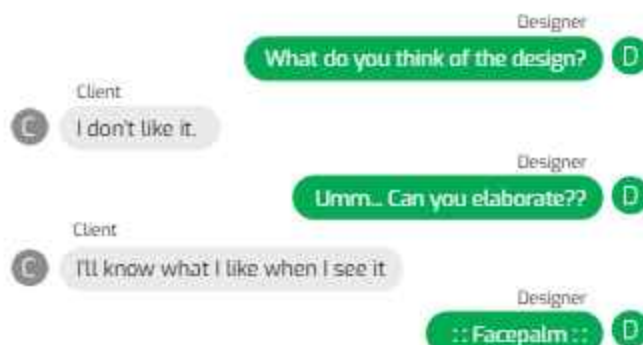 Designer
What do you think of the design?
D
Client
C
I don't like it.
Designer
Umm... Can you elaborate??
D
Client
C
I'll know what I like when I see it
Designer
:: Facepalm ::
D